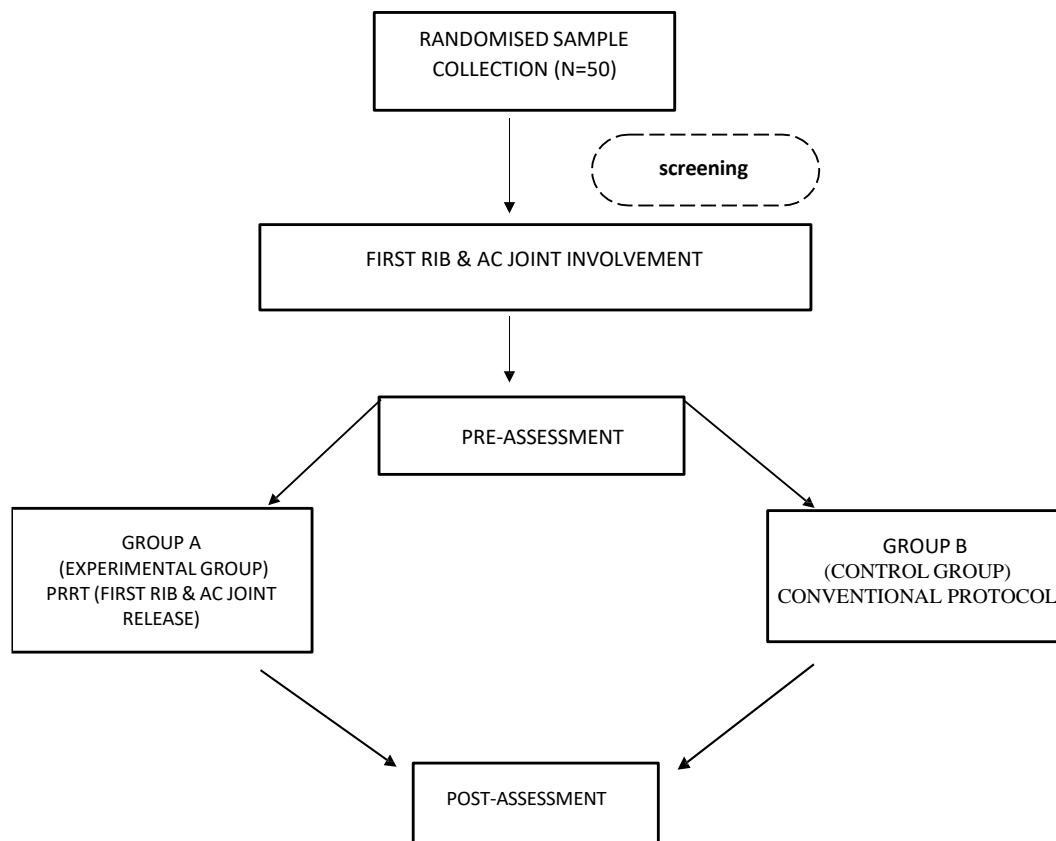 RANDOMISED SAMPLE
COLLECTION (N=50)
screening
FIRST RIB & AC JOINT INVOLVEMENT
PRE-ASSESSMENT
GROUP A
(EXPERIMENTAL GROUP)
PRRT (FIRST RIB & AC JOINT
RELEASE)
GROUP B
(CONTROL GROUP)
CONVENTIONAL PROTOCOL
POST-ASSESSMENT